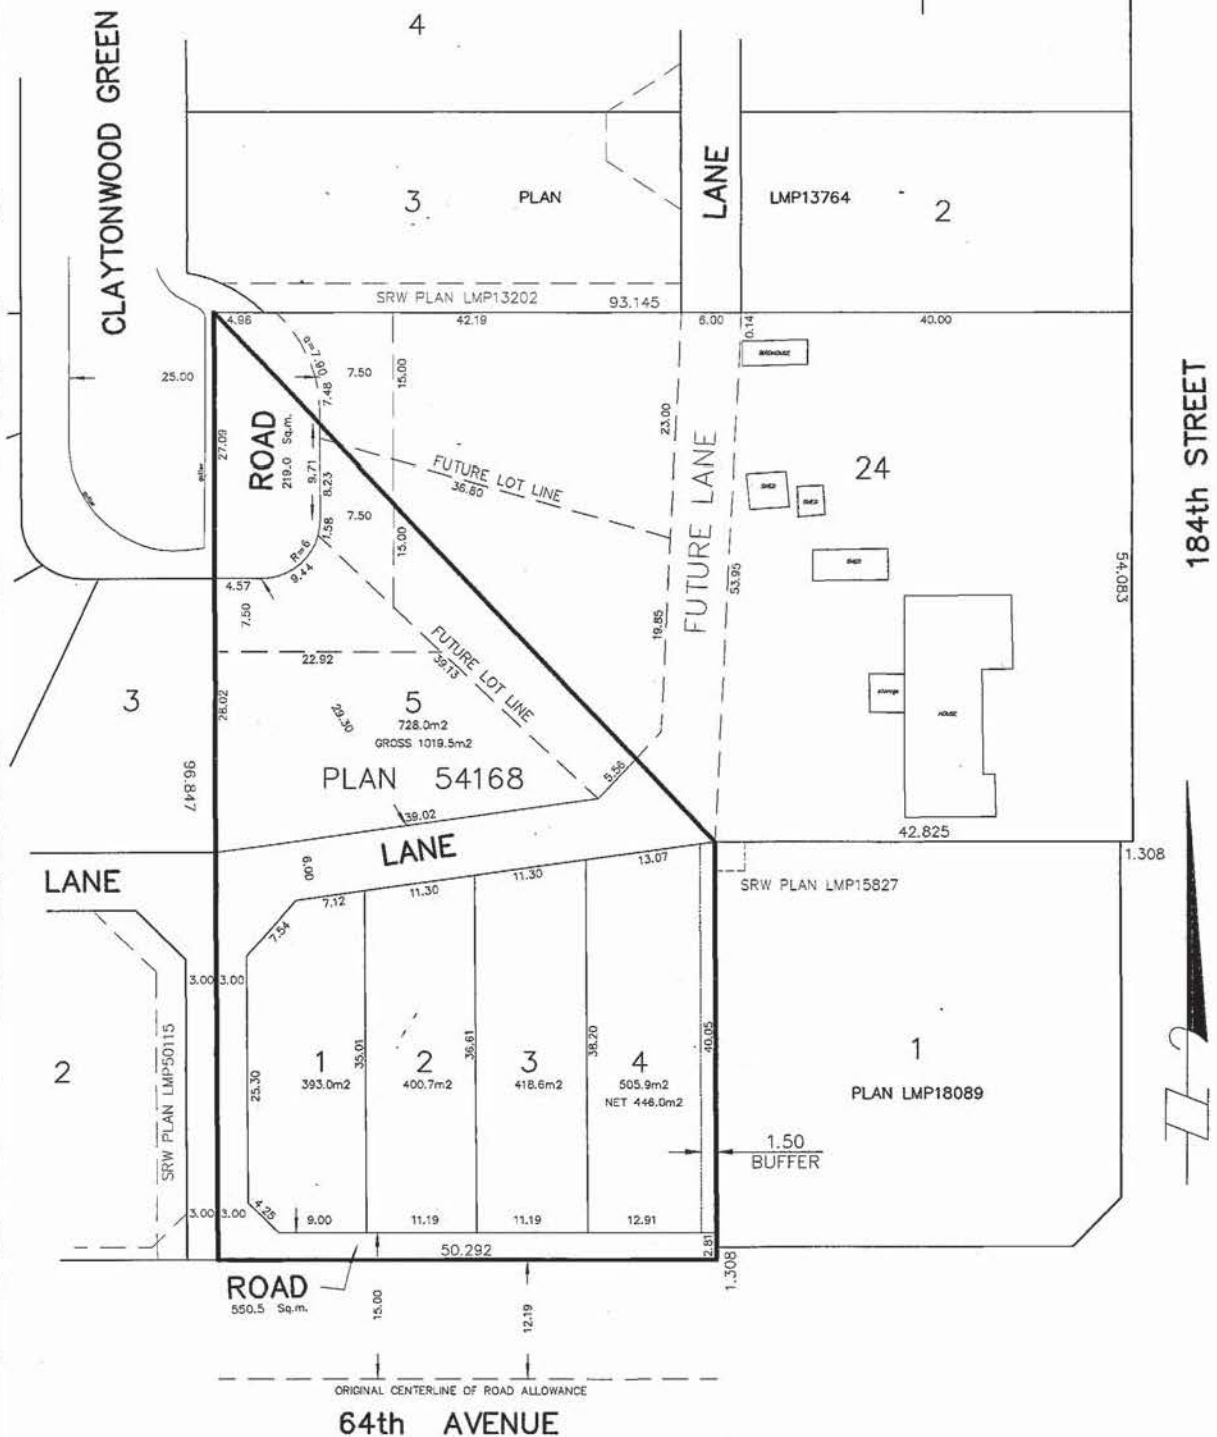 4
CLAYTONWOOD GREEN
3
PLAN
LANE
LMP13764
2
SRW PLAN LMP13202
93.145
4.96
42.19
6.00
0.14
40.00
BIRDHOUSE
25.00
7.50
15.00
7.48
184th STREET
27.09
ROAD
219.0 Sq.m.
9.71
8.23
FUTURE LOT LINE
36.80
23.00
FUTURE LANE
24
SHED
SHED
7.50
15.00
1.58
R=6
9.44
4.57
7.50
53.95
SHED
54.083
19.85
22.92
FUTURE LOT LINE
39.13
3
28.02
29.30
5
728.0m2
GROSS 1019.5m2
storage
HOUSE
PLAN 54168
96.847
5.56
39.02
LANE
42.825
1.308
LANE
6.00
13.07
11.30
11.30
7.12
SRW PLAN LMP15827
7.54
3.00
3.00
2
SRW PLAN LMP50115
25.30
1
393.0m2
35.01
2
400.7m2
36.61
3
418.6m2
38.20
4
505.9m2
NET 446.0m2
40.05
1
PLAN LMP18089
1.50
BUFFER
3.00
3.00
4.25
9.00
11.19
11.19
12.91
50.292
2.81
1.308
ROAD
550.5 Sq.m.
15.00
12.19
ORIGINAL CENTERLINE OF ROAD ALLOWANCE
64th AVENUE